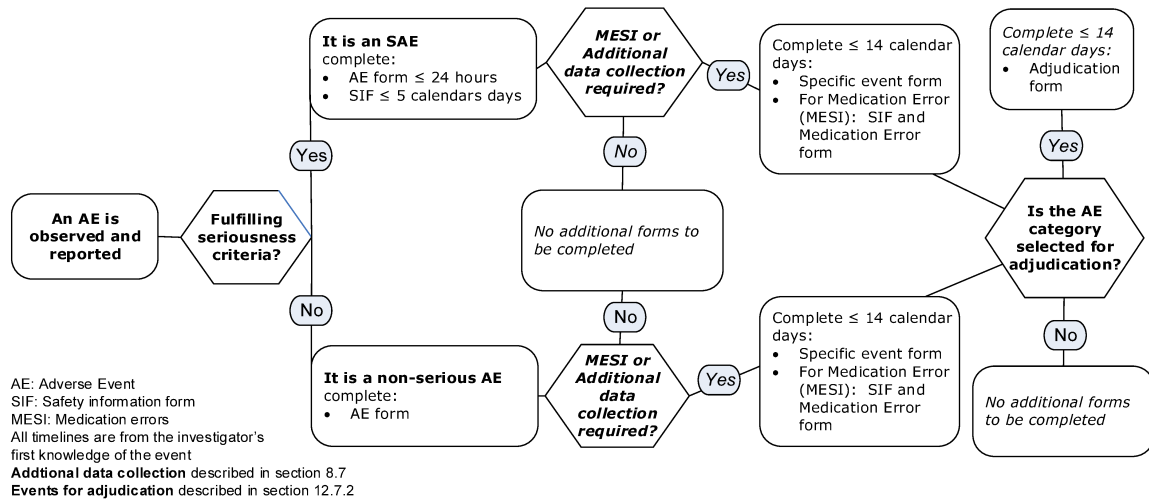 An AE is
observed and
reported
Fulfilling
seriousness
criteria?
Yes
No
It is an SAE
complete:
• AE form ≤ 24 hours
• SIF ≤ 5 calendars days
It is a non-serious AE
complete:
• AE form
MESI or
Additional
data collection
required?
Yes
No
No additional forms to
be completed
No
MESI or
Additional
data
collection
required?
Yes
Complete ≤ 14 calendar
days:
• Specific event form
• For Medication Error
(MESI): SIF and
Medication Error
form
Complete ≤ 14 calendar
days:
• Specific event form
• For Medication Error
(MESI): SIF and
Medication Error
form
Complete ≤ 14
calendar days:
• Adjudication
form
Yes
Is the AE
category
selected for
adjudication?
No
No additional forms
to be completed
AE: Adverse Event
SIF: Safety information form
MESI: Medication errors
All timelines are from the investigator's
first knowledge of the event
Addtional data collection described in section 8.7
Events for adjudication described in section 12.7.2